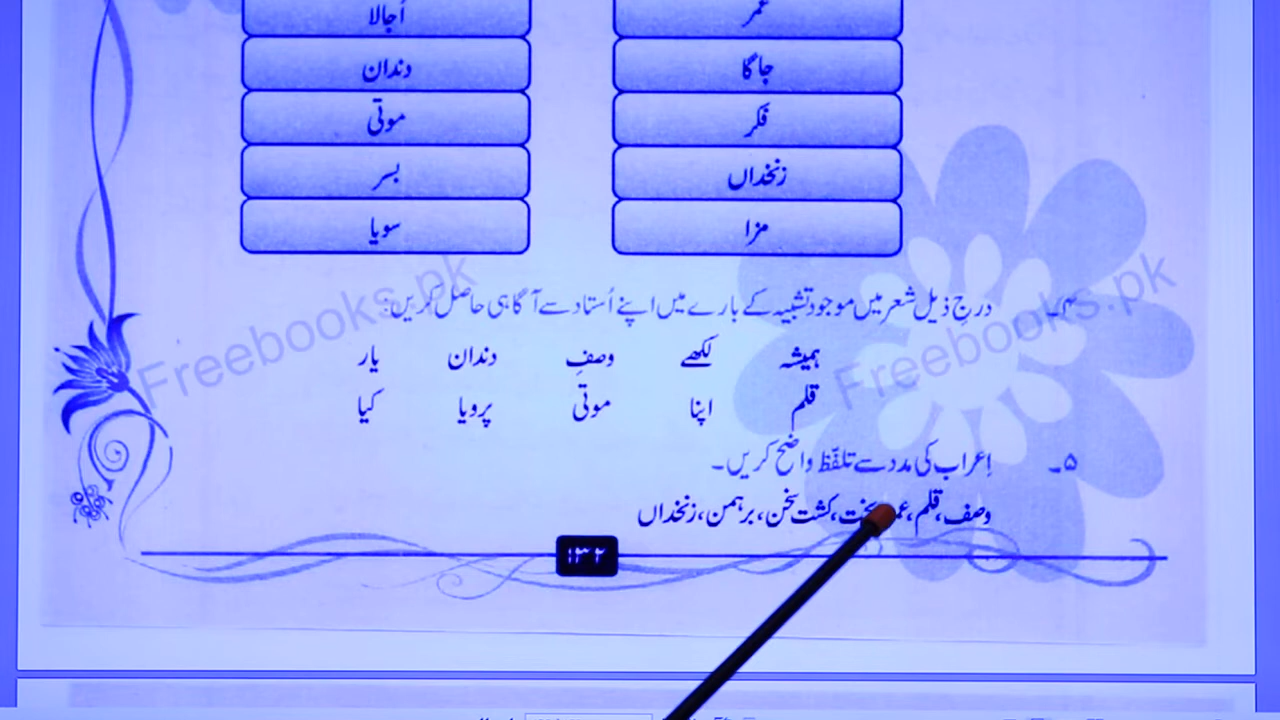 عمر اُجالا
جاگا دندان
فکر موتی
زنخداں بسر
مزا سویا
۴۔ درجِ ذیل شعر میں موجود تشبیہ کے بارے میں اپنے اُستاد سے آگاہی حاصل کریں:
ہمیشہ لکھے وصفِ دندان یار
قلم اپنا موتی پرویا کیا
۵۔ اِعراب کی مدد سے تلفّظ واضح کریں۔
وصف، قلم، کشت سخن، برہمن، زنخداں
۱۳۲
Freebooks.pk
Freebooks.pk